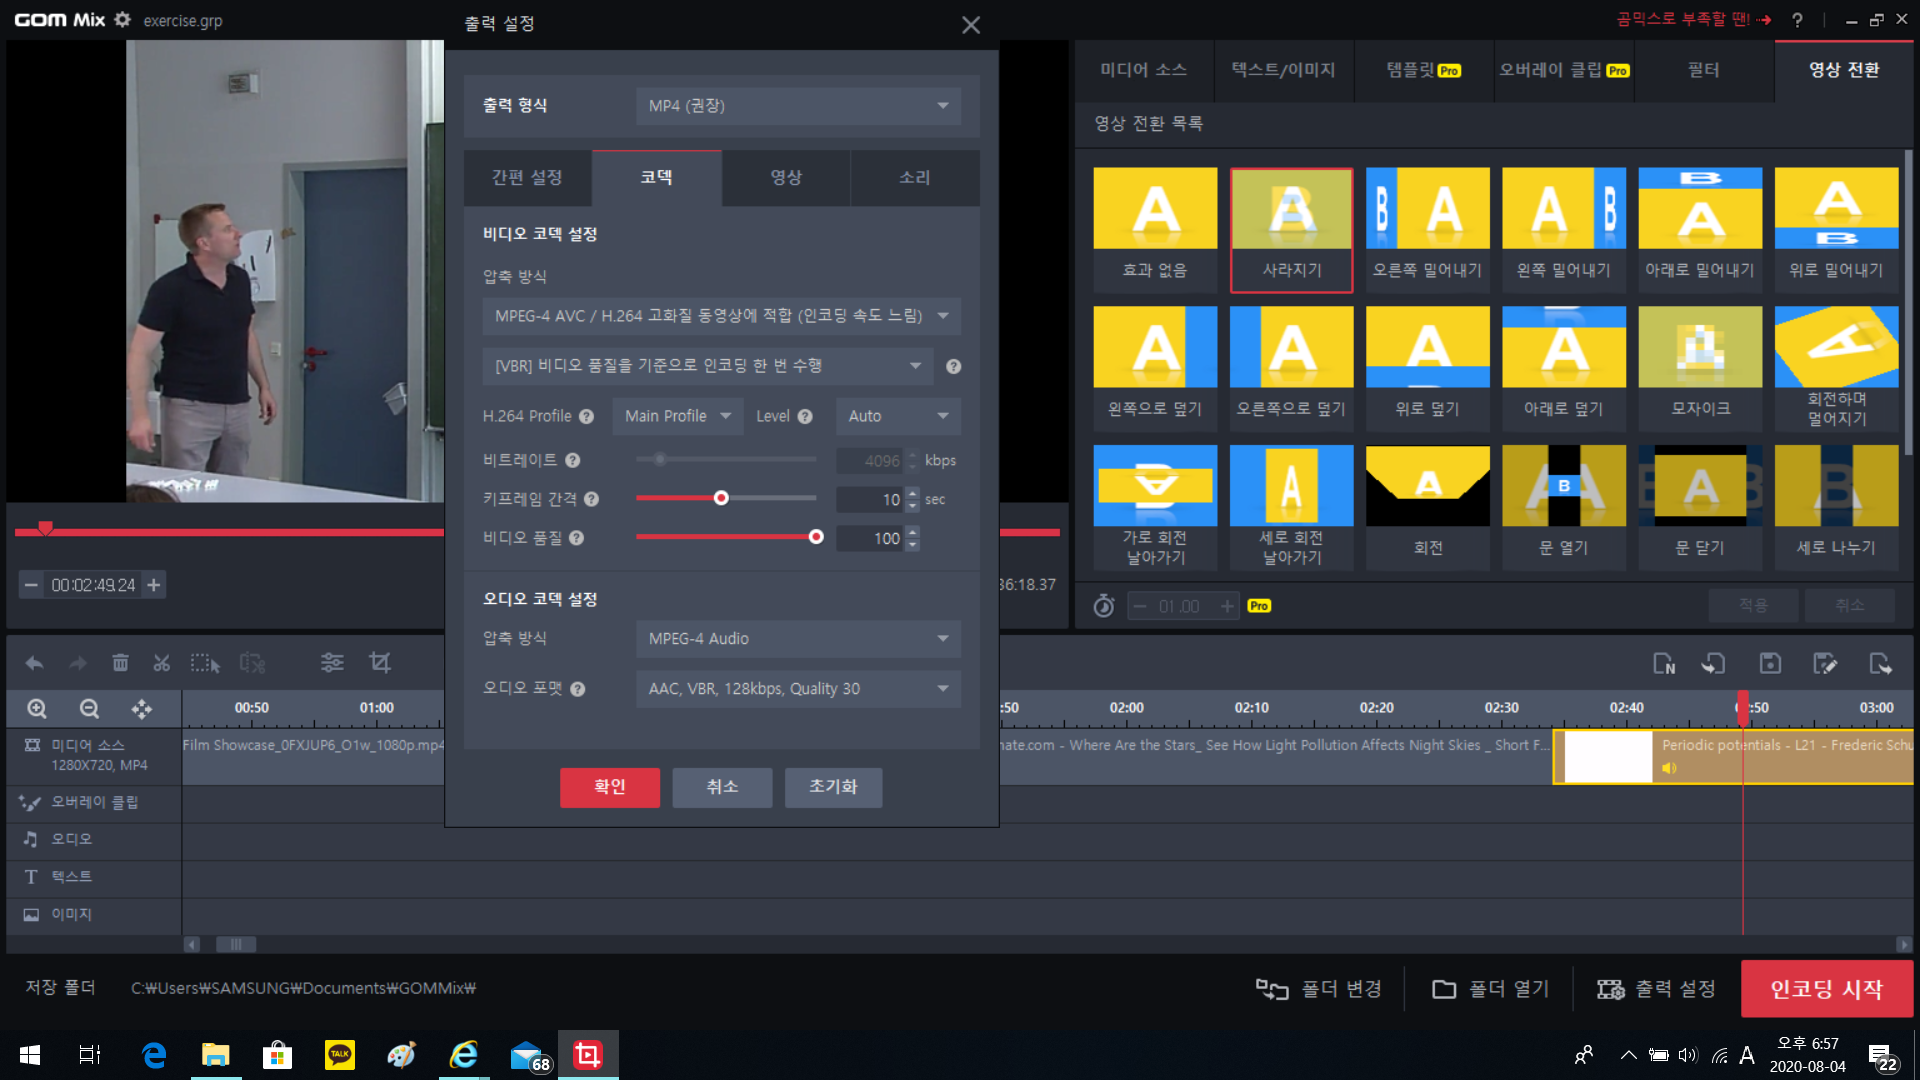 GOM Mix exercise.grp
곰믹스로 부족할 땐!
출력 설정
출력 형식
MP4 (권장)
간편 설정
코덱
영상
소리
비디오 코덱 설정
압축 방식
MPEG-4 AVC / H.264 고화질 동영상에 적합 (인코딩 속도 느림)
[VBR] 비디오 품질을 기준으로 인코딩 한 번 수행
H.264 Profile
Main Profile
Level
Auto
비트레이트
4096
kbps
키프레임 간격
10
sec
비디오 품질
100
오디오 코덱 설정
압축 방식
MPEG-4 Audio
오디오 포맷
AAC, VBR, 128kbps, Quality 30
확인
취소
초기화
00:02:49.24
36:18.37
미디어 소스
텍스트/이미지
템플릿 Pro
오버레이 클립 Pro
필터
영상 전환
영상 전환 목록
효과 없음
사라지기
오른쪽 밀어내기
왼쪽 밀어내기
아래로 밀어내기
위로 밀어내기
왼쪽으로 덮기
오른쪽으로 덮기
위로 덮기
아래로 덮기
모자이크
회전하며
멀어지기
가로 회전
날아가기
세로 회전
날아가기
회전
문 열기
문 닫기
세로 나누기
01.00
Pro
적용
취소
00:50
01:00
:50
02:00
02:10
02:20
02:30
02:40
:50
03:00
미디어 소스
1280X720, MP4
Film Showcase_0FXJUP6_O1w_1080p.mp4
nate.com - Where Are the Stars_ See How Light Pollution Affects Night Skies _ Short F...
Periodic potentials - L21 - Frederic Schu
오버레이 클립
오디오
텍스트
이미지
저장 폴더
C:₩Users₩SAMSUNG₩Documents₩GOMMix₩
폴더 변경
폴더 열기
출력 설정
인코딩 시작
TALK
68
A
오후 6:57
2020-08-04
22